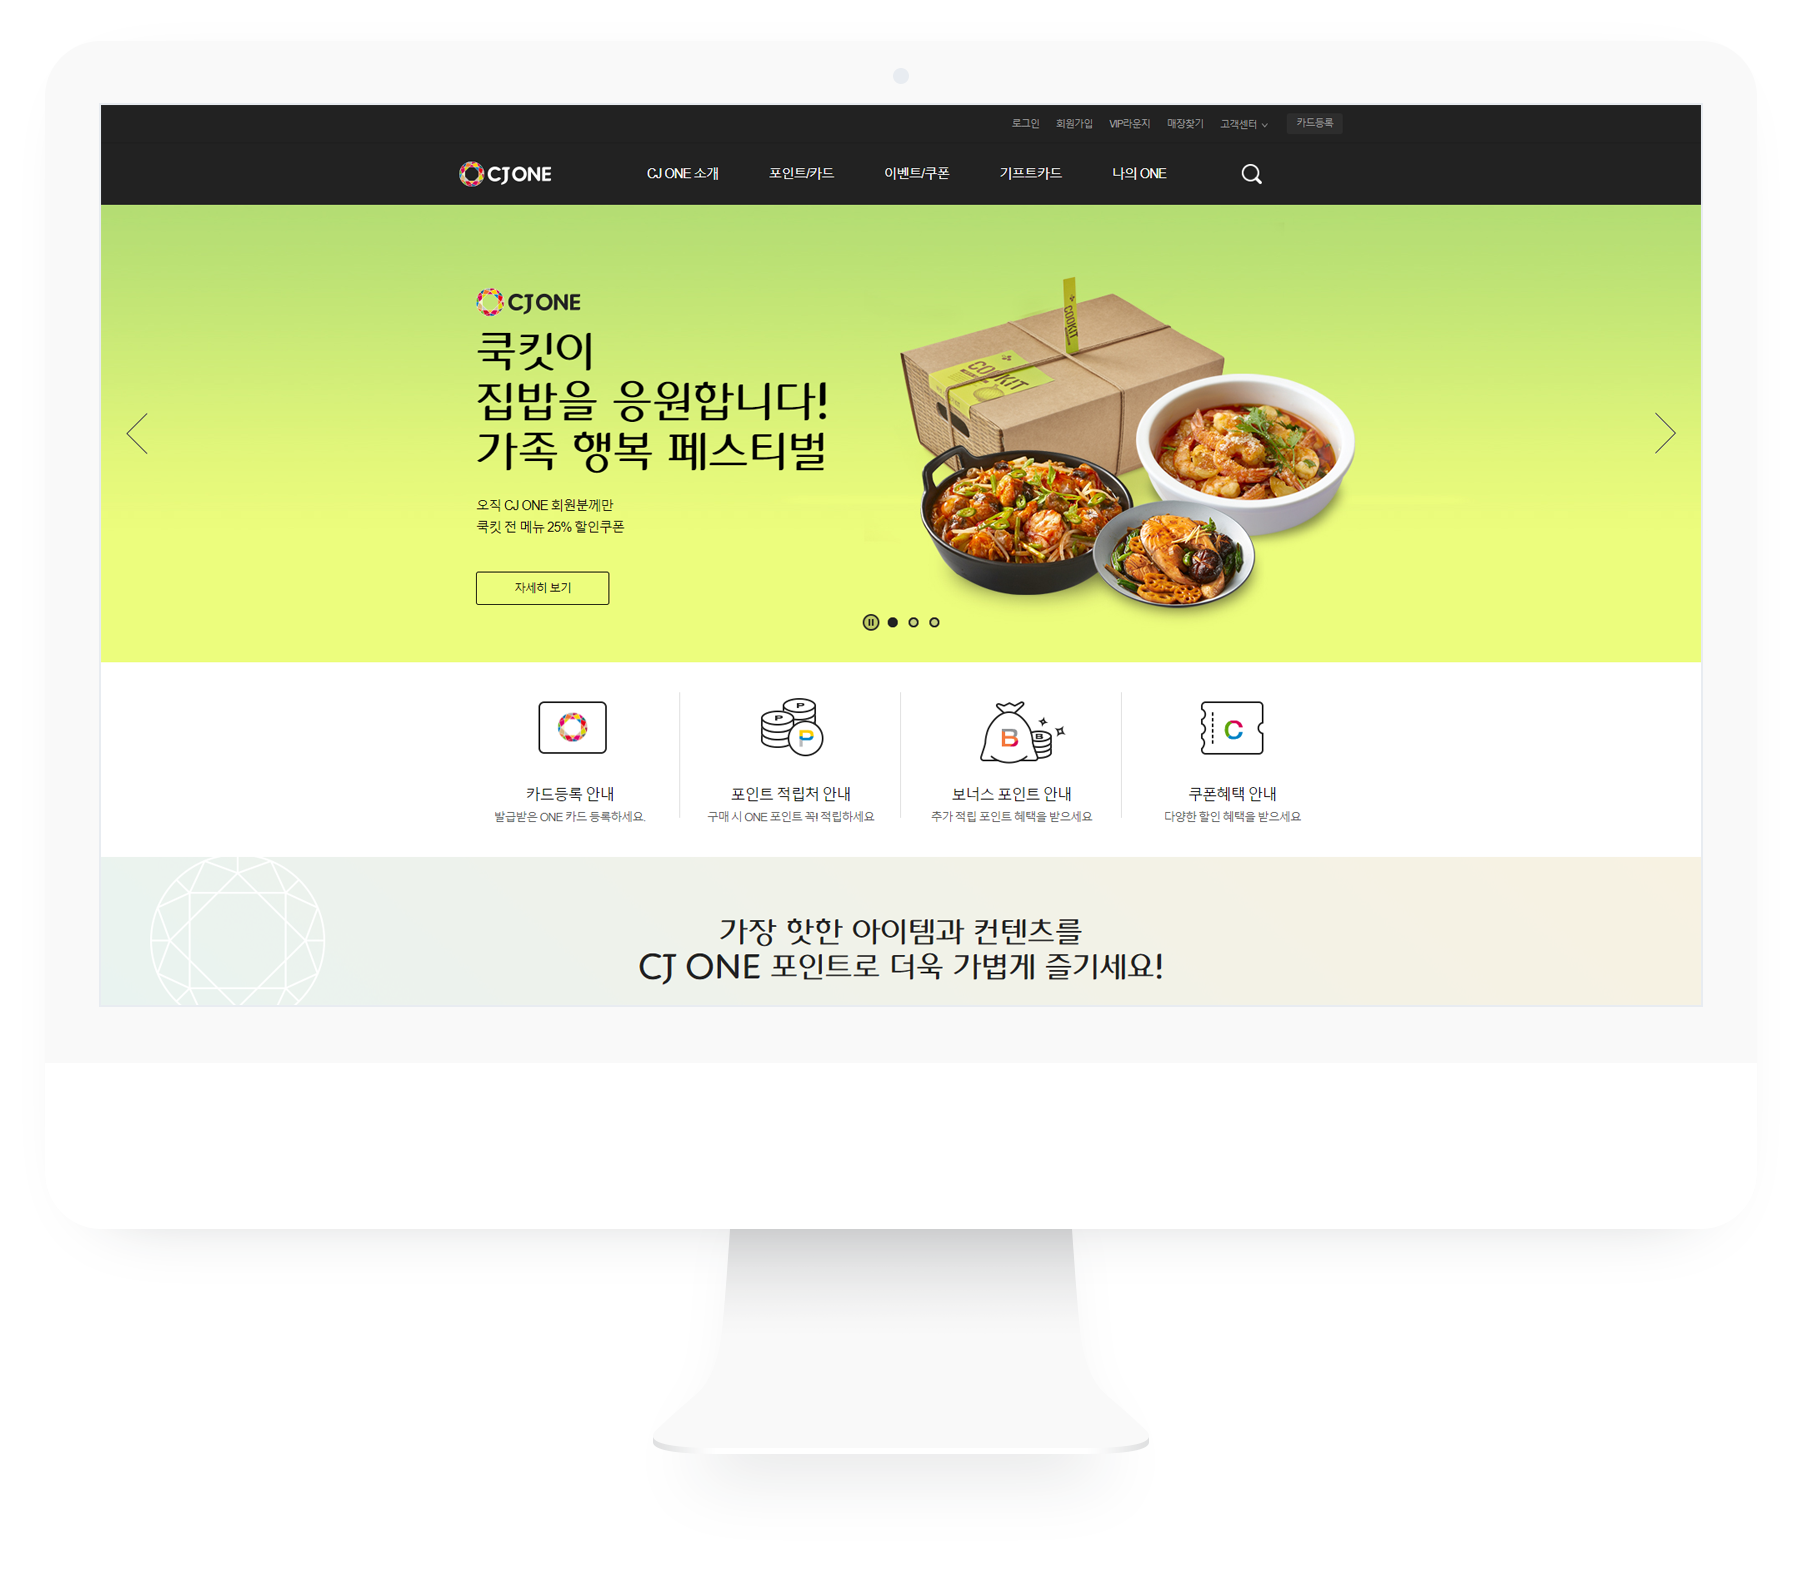 로그인 회원가입 VIP라운지 매장찾기 고객센터 카드등록
CJ ONE CJ ONE 소개 포인트/카드 이벤트/쿠폰 기프트카드 나의 ONE
CJ ONE
쿡킷이
집밥을 응원합니다!
가족 행복 페스티벌
오직 CJ ONE 회원분께만
쿡킷 전 메뉴 25% 할인쿠폰
자세히 보기
COOKIT
COOKIT
P
P
P
B
B
C
카드등록 안내
발급받은 ONE 카드 등록하세요.
포인트 적립처 안내
구매 시 ONE 포인트 꼭! 적립하세요
보너스 포인트 안내
추가 적립 포인트 혜택을 받으세요
쿠폰혜택 안내
다양한 할인 혜택을 받으세요
가장 핫한 아이템과 컨텐츠를
CJ ONE 포인트로 더욱 가볍게 즐기세요!